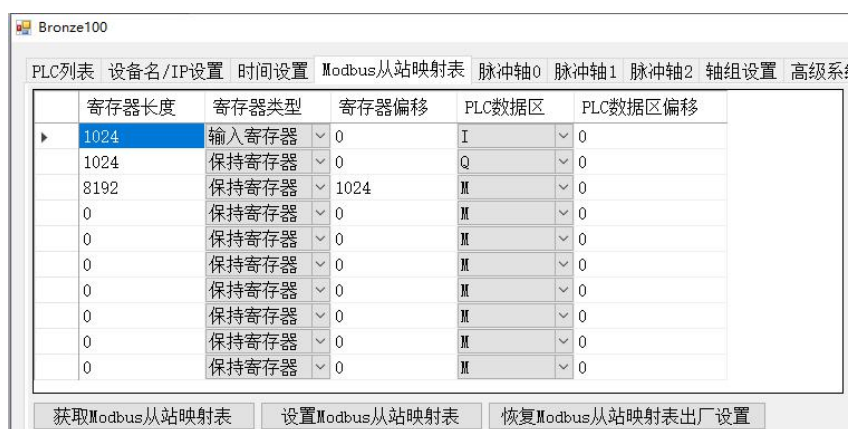 Bronze100
PLC列表 设备名/IP设置 时间设置 Modbus从站映射表 脉冲轴0 脉冲轴1 脉冲轴2 轴组设置 高级系
寄存器长度 寄存器类型 寄存器偏移 PLC数据区 PLC数据区偏移
1024 输入寄存器 0 I 0
1024 保持寄存器 0 Q 0
8192 保持寄存器 1024 M 0
0 保持寄存器 0 M 0
0 保持寄存器 0 M 0
0 保持寄存器 0 M 0
0 保持寄存器 0 M 0
0 保持寄存器 0 M 0
0 保持寄存器 0 M 0
0 保持寄存器 0 M 0
获取Modbus从站映射表 设置Modbus从站映射表 恢复Modbus从站映射表出厂设置